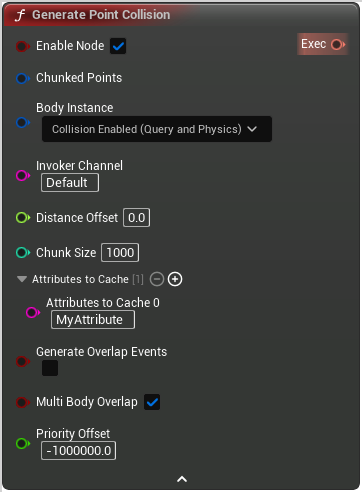 Generate Point Collision
Enable Node
Exec
Chunked Points
Body Instance
Collision Enabled (Query and Physics)
Invoker Channel
Default
Distance Offset 0.0
Chunk Size 1000
Attributes to Cache [1]
Attributes to Cache 0
MyAttribute
Generate Overlap Events
Multi Body Overlap
Priority Offset
-1000000.0